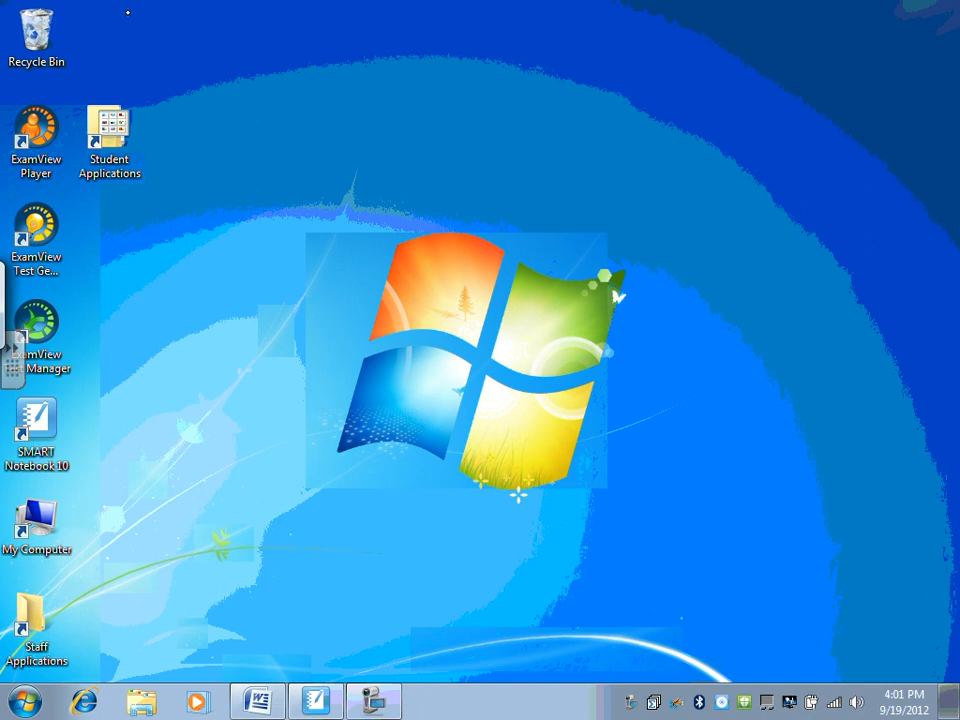 Recycle Bin
ExamView
Player
Student
Applications
ExamView
Test Ge...
amView
Manager
SMART
Notebook 10
My Computer
Staff
Applications
4:01 PM
9/19/2012